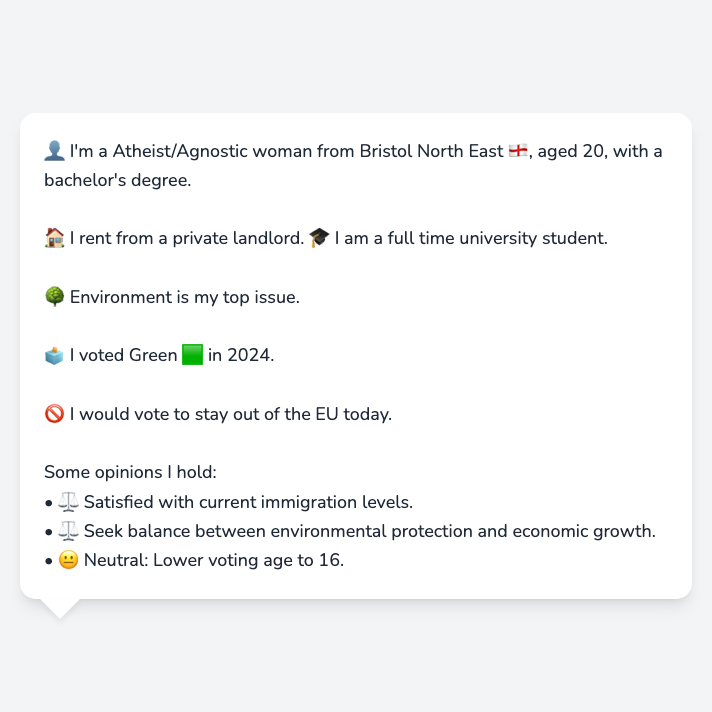 👤 I'm a Atheist/Agnostic woman from Bristol North East 🏴󠁧󠁢󠁥󠁮󠁧󠁿, aged 20, with a
bachelor's degree.
🏠 I rent from a private landlord. 🎓 I am a full time university student.
🌳 Environment is my top issue.
🗳️ I voted Green 🟩 in 2024.
🚫 I would vote to stay out of the EU today.
Some opinions I hold:
• ⚖️ Satisfied with current immigration levels.
• ⚖️ Seek balance between environmental protection and economic growth.
• 😐 Neutral: Lower voting age to 16.